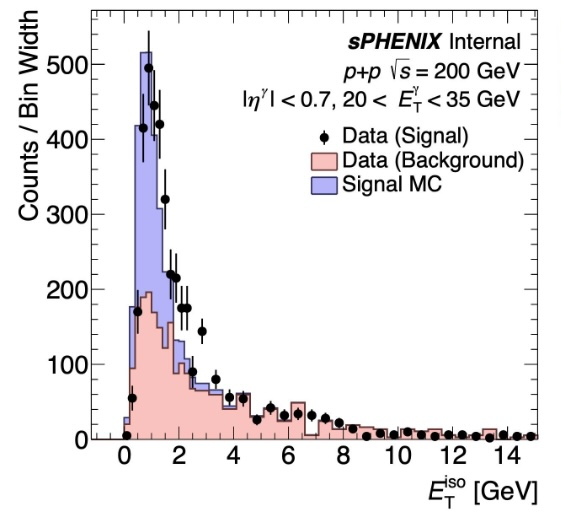 sPHENIX Internal
p+p √s = 200 GeV
|η^γ| < 0.7, 20 < E_T^γ < 35 GeV
Data (Signal)
Data (Background)
Signal MC
Counts / Bin Width
500
400
300
200
100
0
0 2 4 6 8 10 12 14
E_T^iso [GeV]